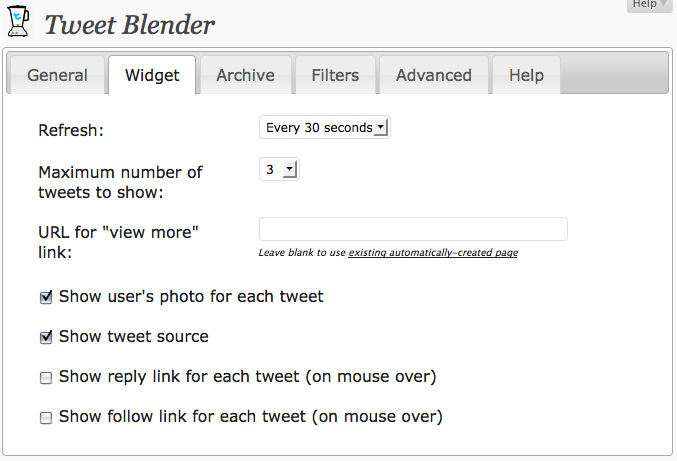 Help
Tweet Blender
General Widget Archive Filters Advanced Help
Refresh: Every 30 seconds
Maximum number of
tweets to show: 3
URL for "view more"
link:
Leave blank to use existing automatically-created page
Show user's photo for each tweet
Show tweet source
Show reply link for each tweet (on mouse over)
Show follow link for each tweet (on mouse over)